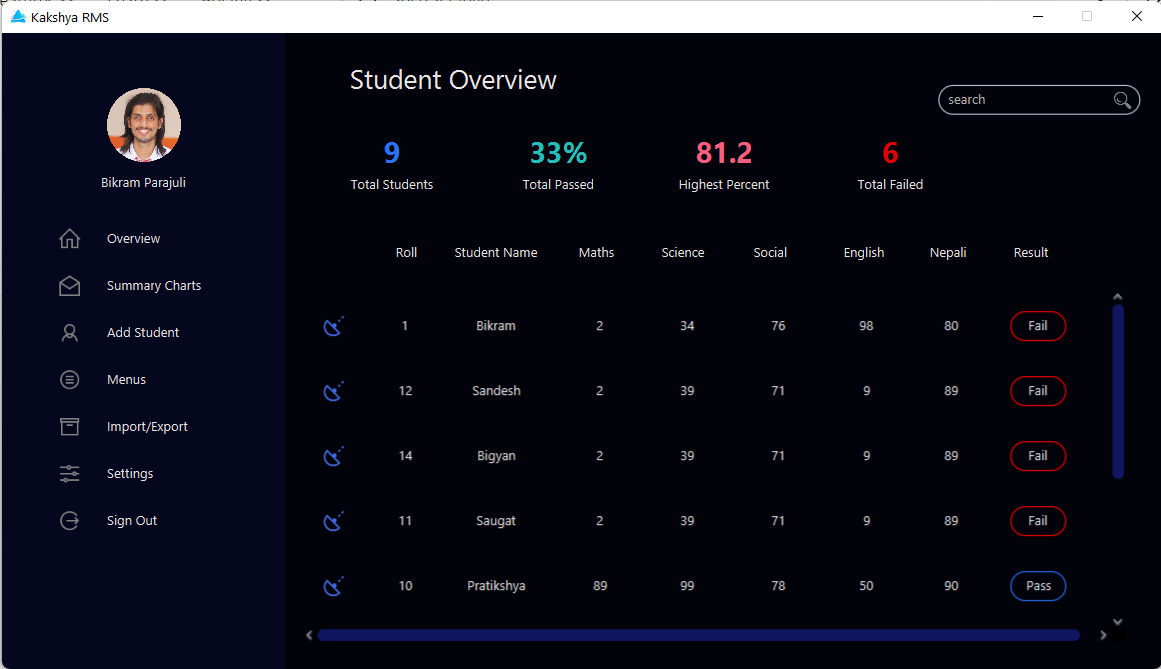 Kakshya RMS
Student Overview
search
Bikram Parajuli
9 33% 81.2 6
Total Students Total Passed Highest Percent Total Failed
Overview
Summary Charts
Add Student
Menus
Import/Export
Settings
Sign Out
Roll Student Name Maths Science Social English Nepali Result
1 Bikram 2 34 76 98 80 Fail
12 Sandesh 2 39 71 9 89 Fail
14 Bigyan 2 39 71 9 89 Fail
11 Saugat 2 39 71 9 89 Fail
10 Pratikshya 89 99 78 50 90 Pass